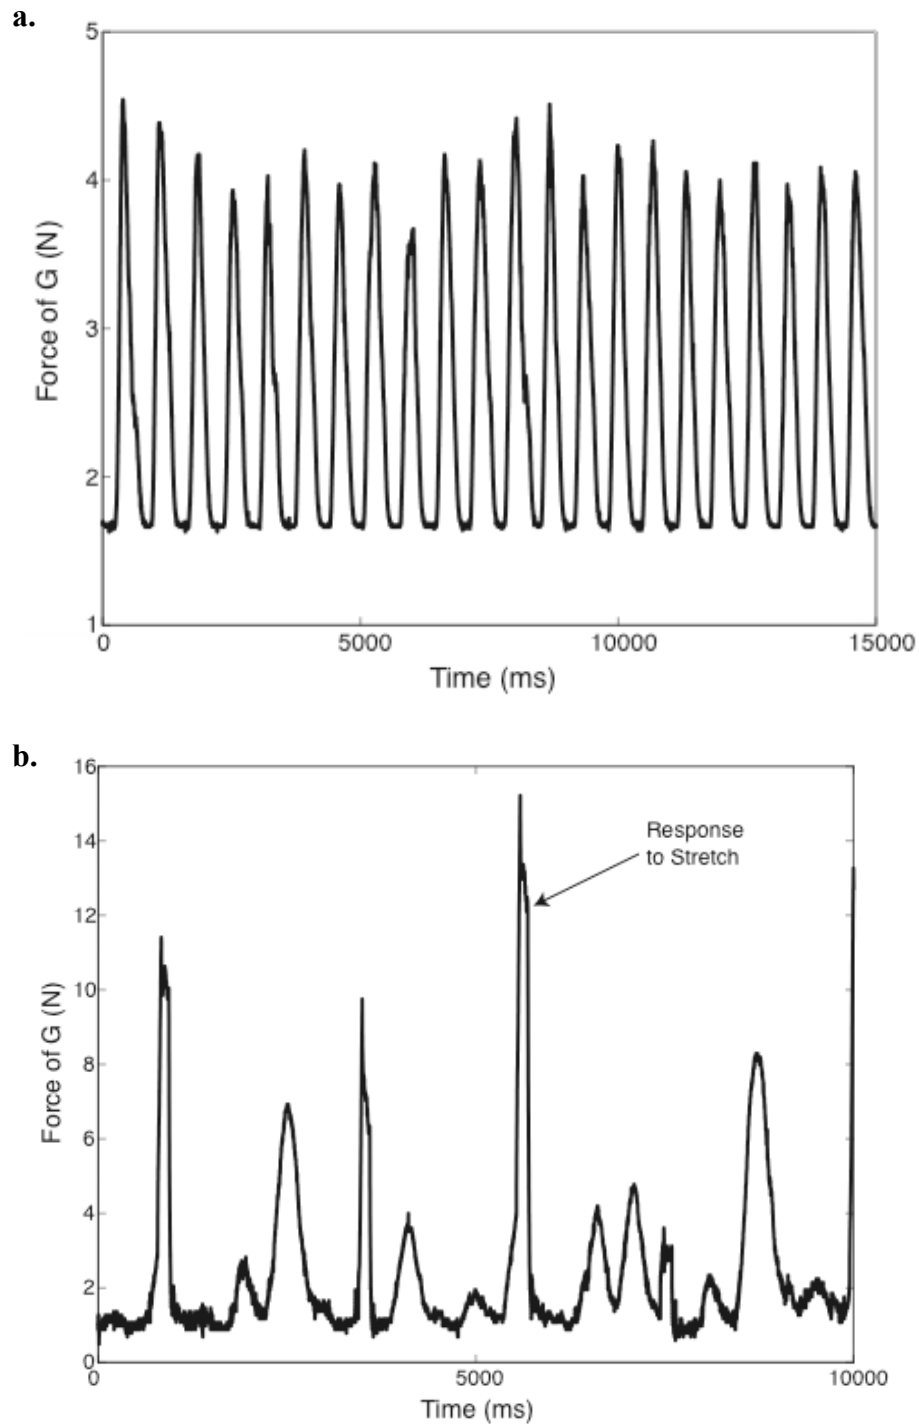 a.
5
4
3
2
1
Force of G (N)
0 5000 10000 15000
Time (ms)
b.
16
14
12
10
8
6
4
2
0
Force of G (N)
Response
to Stretch
0 5000 10000
Time (ms)